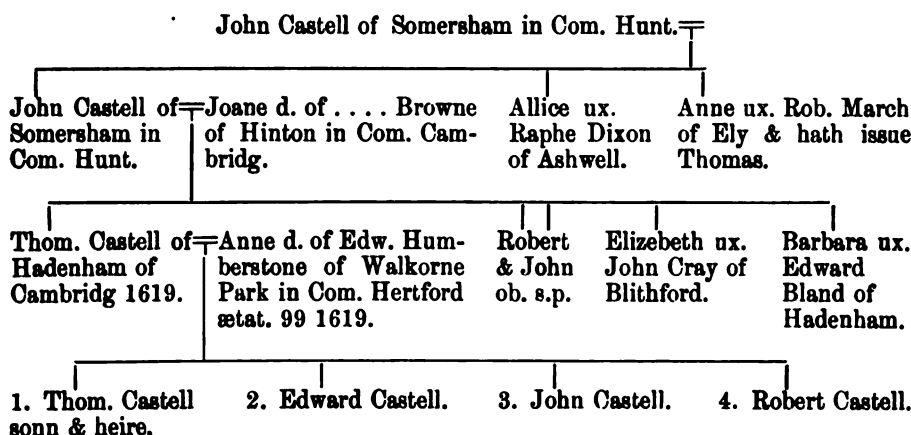 John Castell of Somersham in Com. Hunt.
John Castell of
Somersham in
Com. Hunt.
Joane d. of .... Browne
of Hinton in Com. Cam-
bridg.
Allice ux.
Raphe Dixon
of Ashwell.
Anne ux. Rob. March
of Ely & hath issue
Thomas.
Thom. Castell of
Hadenham of
Cambridg 1619.
Anne d. of Edw. Hum-
berstone of Walkorne
Park in Com. Hertford
ætat. 99 1619.
Robert
& John
ob. s.p.
Elizebeth ux.
John Cray of
Blithford.
Barbara ux.
Edward
Bland of
Hadenham.
1. Thom. Castell
sonn & heire.
2. Edward Castell.
3. John Castell.
4. Robert Castell.